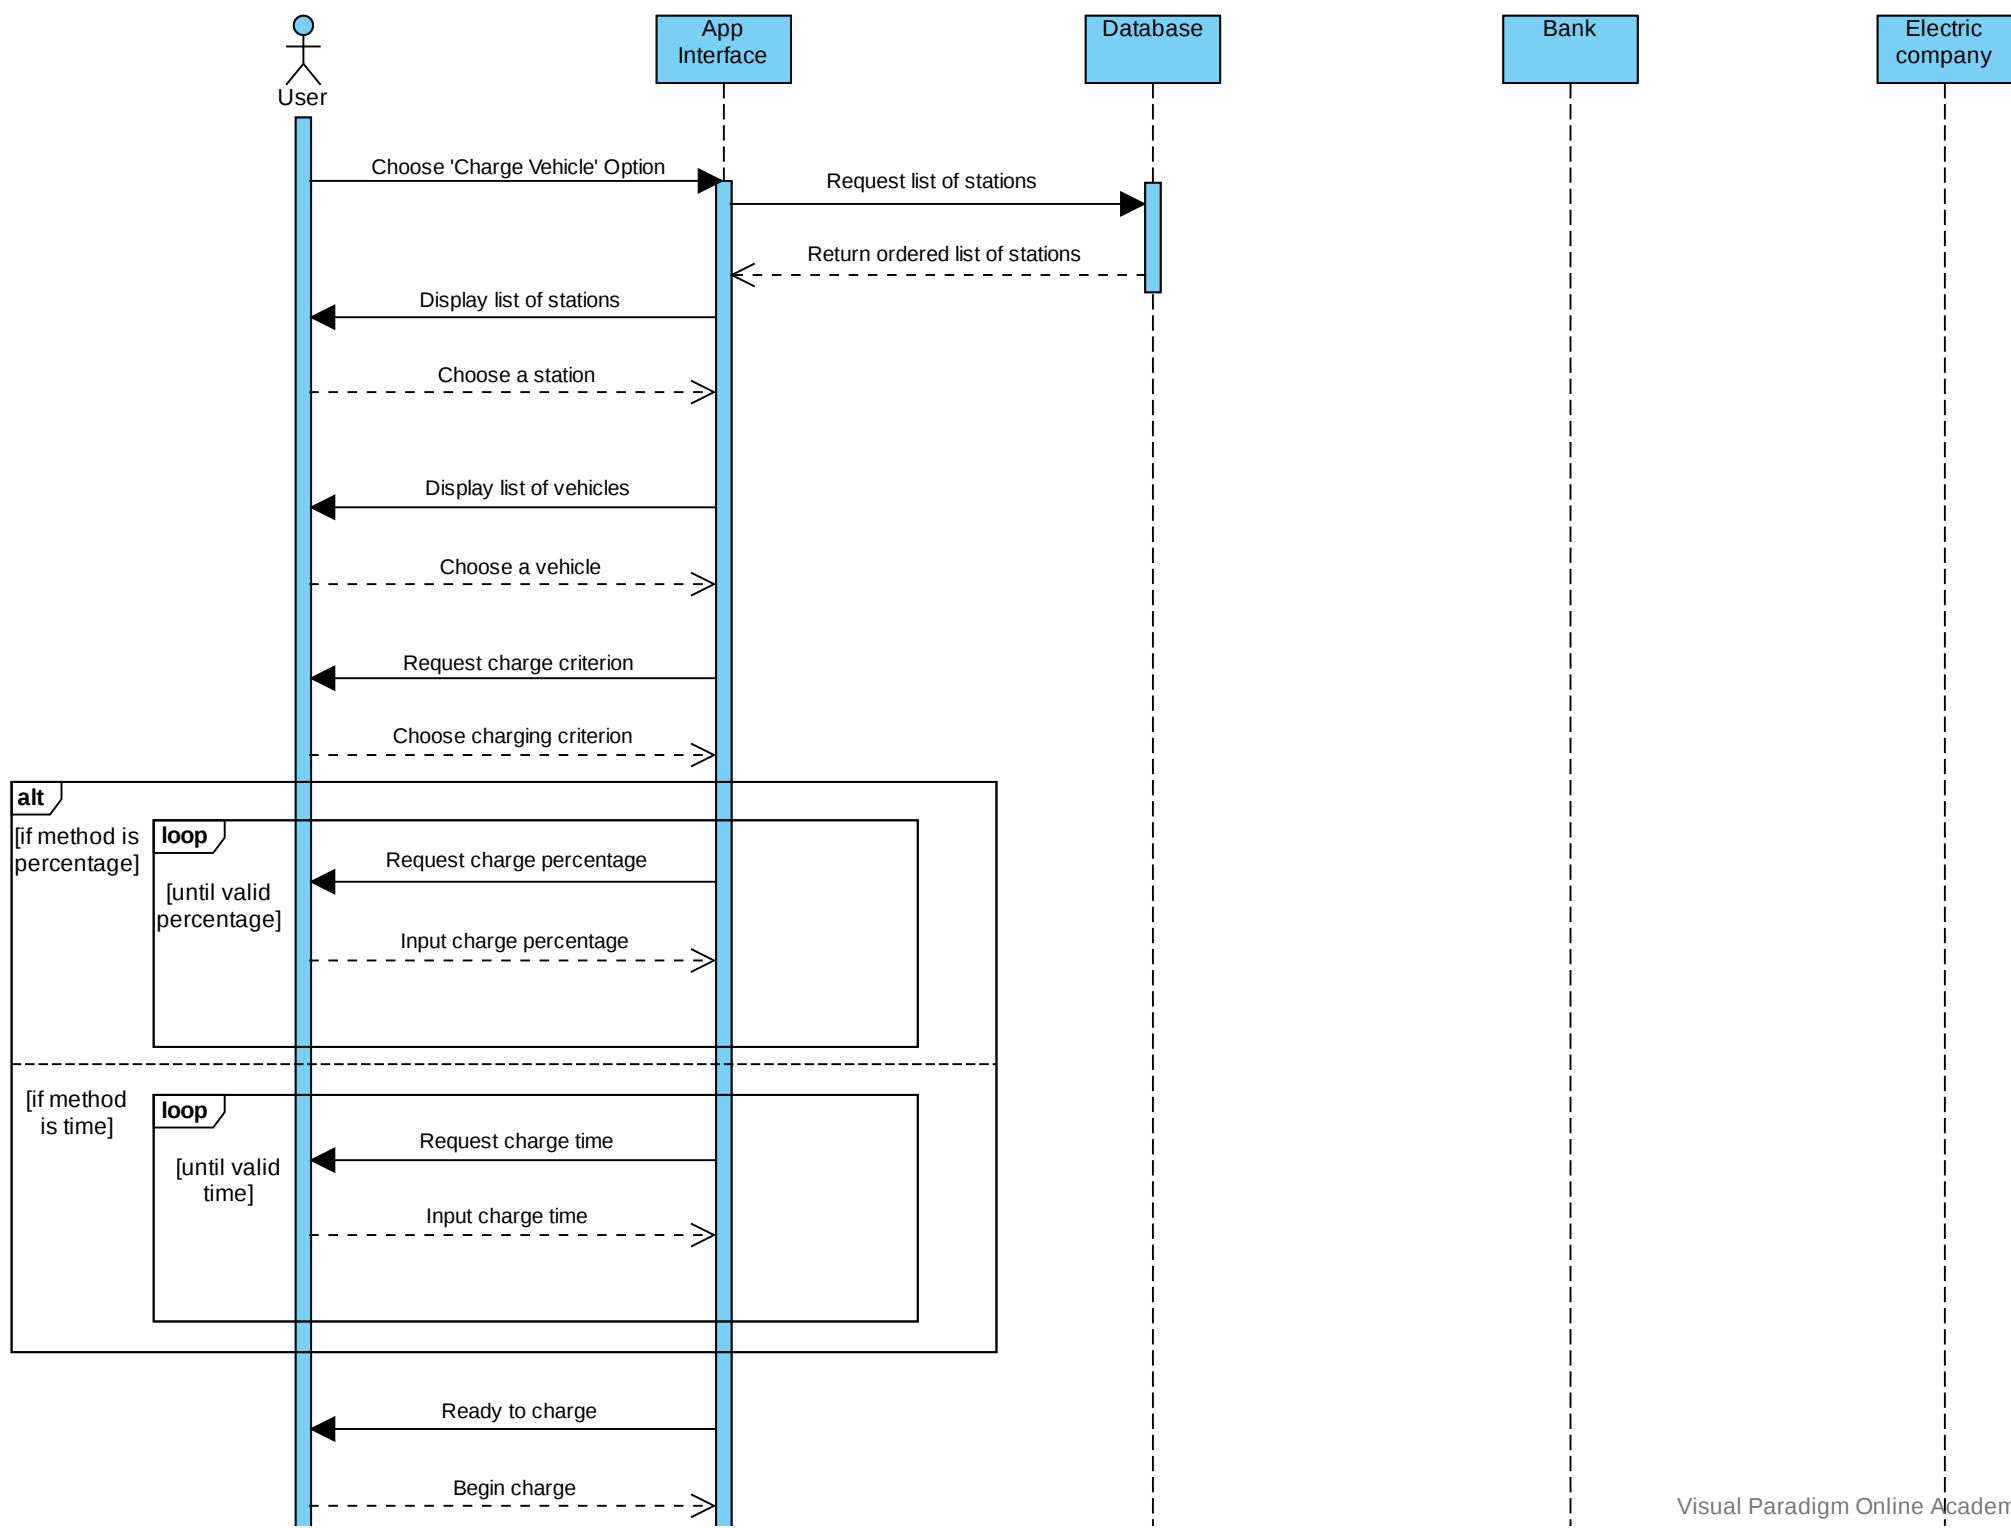 User
App
Interface
Database
Bank
Electric
company
Choose 'Charge Vehicle' Option
Request list of stations
Return ordered list of stations
Display list of stations
Choose a station
Display list of vehicles
Choose a vehicle
Request charge criterion
Choose charging criterion
alt
[if method is
percentage]
loop
[until valid
percentage]
Request charge percentage
Input charge percentage
[if method
is time]
loop
[until valid
time]
Request charge time
Input charge time
Ready to charge
Begin charge
Visual Paradigm Online Academ